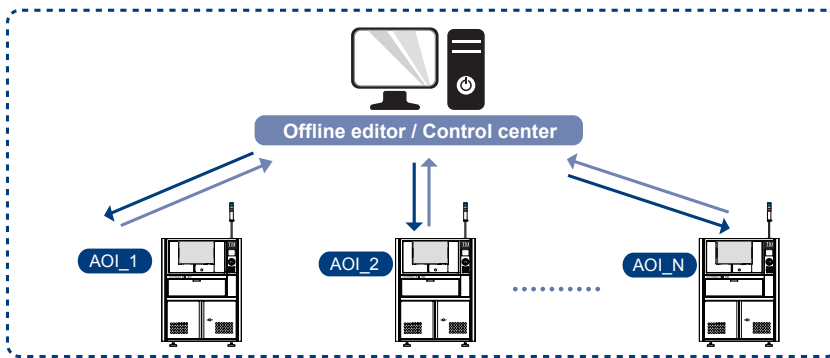 Offline editor / Control center
AOI_1
AOI_2
AOI_N